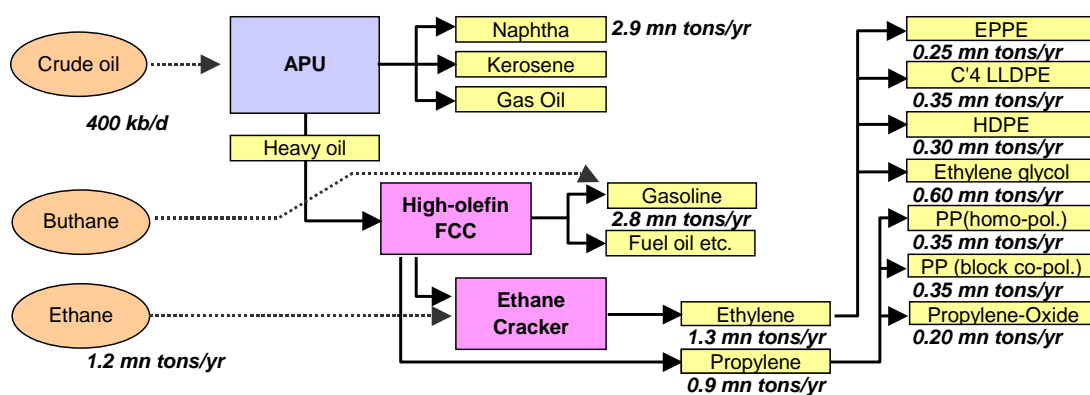 Crude oil
400 kb/d
APU
Naphtha
2.9 mn tons/yr
Kerosene
Gas Oil
Heavy oil
Buthane
High-olefin
FCC
Gasoline
2.8 mn tons/yr
Fuel oil etc.
Ethane
1.2 mn tons/yr
Ethane
Cracker
Ethylene
1.3 mn tons/yr
Propylene
0.9 mn tons/yr
EPPE
0.25 mn tons/yr
C'4 LLDPE
0.35 mn tons/yr
HDPE
0.30 mn tons/yr
Ethylene glycol
0.60 mn tons/yr
PP(homo-pol.)
0.35 mn tons/yr
PP (block co-pol.)
0.35 mn tons/yr
Propylene-Oxide
0.20 mn tons/yr